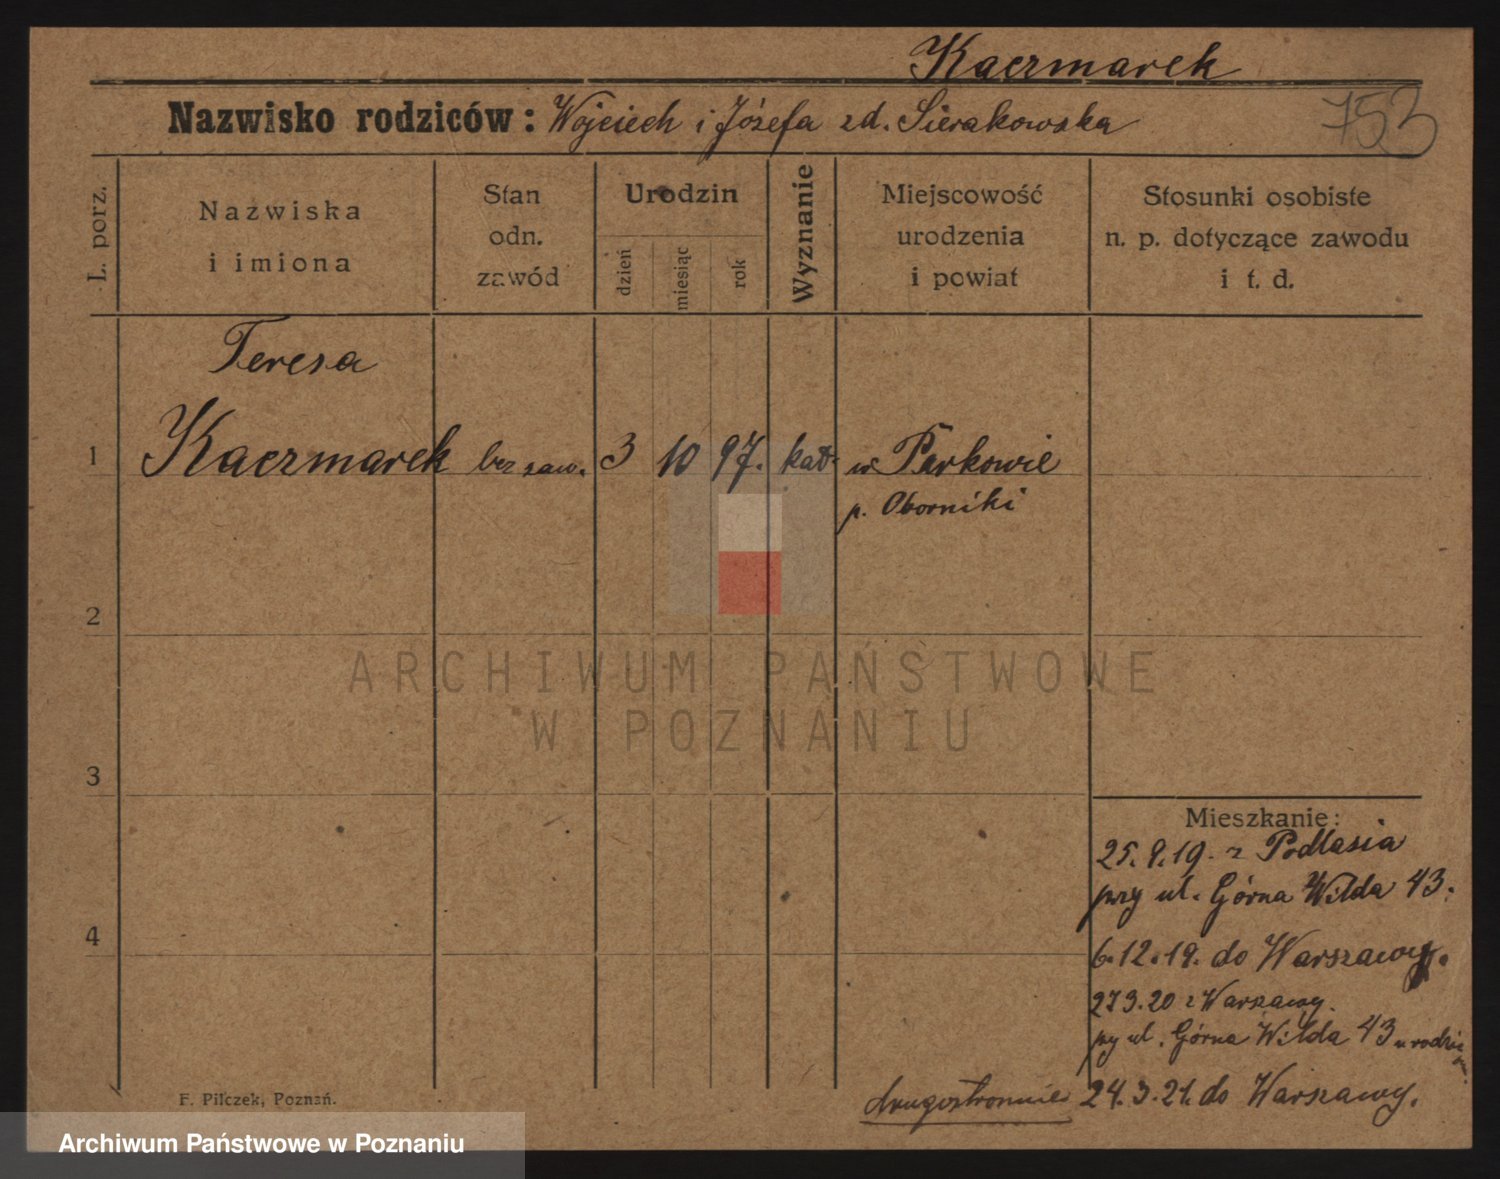 Kaczmarek
Nazwisko rodziców: Wojciech i Józefa zd. Sierakowska
753
L. porz.
Nazwiska
i imiona
Stan
odn.
zawód
Urodzin
dzień
miesiąc
rok
Wyznanie
Miejscowość
urodzenia
i powiat
Stosunki osobiste
n. p. dotyczące zawodu
i t. d.
Teresa
1 Kaczmarek bez zaw. 3 10 97. kat. w Parkowie
p. Oborniki
2
ARCHIWUM PAŃSTWOWE
W POZNANIU
3
Mieszkanie:
25.9.19. z Podlasia
przy ul. Górna Wilda 43.
4
6.12.19. do Warszawy.
27 3.20 z Warszawy.
przy ul. Górna Wilda 43 u rodziców.
drugostronnie 24.3.21. do Warszawy.
F. Pilczek, Poznań.
Archiwum Państwowe w Poznaniu